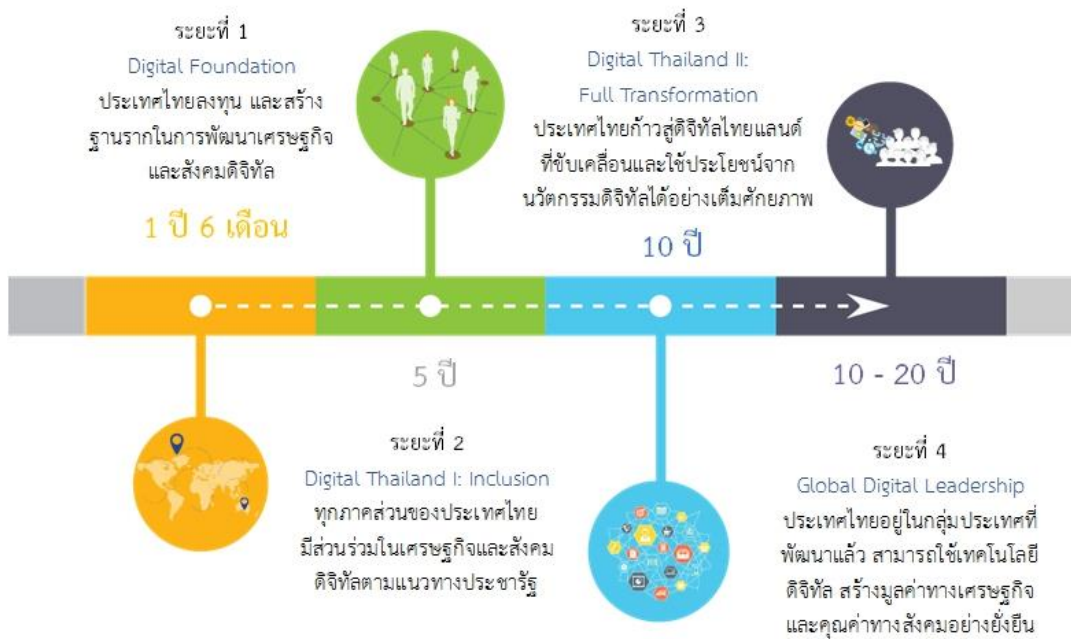 ระยะที่ 1
Digital Foundation
ประเทศไทยลงทุน และสร้าง
ฐานรากในการพัฒนาเศรษฐกิจ
และสังคมดิจิทัล
1 ปี 6 เดือน
5 ปี
ระยะที่ 2
Digital Thailand I: Inclusion
ทุกภาคส่วนของประเทศไทย
มีส่วนร่วมในเศรษฐกิจและสังคม
ดิจิทัลตามแนวทางประชารัฐ
ระยะที่ 3
Digital Thailand II:
Full Transformation
ประเทศไทยก้าวสู่ดิจิทัลไทยแลนด์
ที่ขับเคลื่อนและใช้ประโยชน์จาก
นวัตกรรมดิจิทัลได้อย่างเต็มศักยภาพ
10 ปี
10 - 20 ปี
ระยะที่ 4
Global Digital Leadership
ประเทศไทยอยู่ในกลุ่มประเทศที่
พัฒนาแล้ว สามารถใช้เทคโนโลยี
ดิจิทัล สร้างมูลค่าทางเศรษฐกิจ
และคุณค่าทางสังคมอย่างยั่งยืน